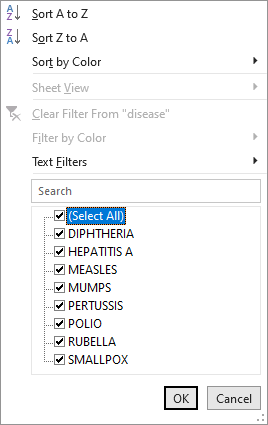 Sort A to Z
Sort Z to A
Sort by Color
Sheet View
Clear Filter From "disease"
Filter by Color
Text Filters
Search
(Select All)
DIPHTHERIA
HEPATITIS A
MEASLES
MUMPS
PERTUSSIS
POLIO
RUBELLA
SMALLPOX
OK Cancel